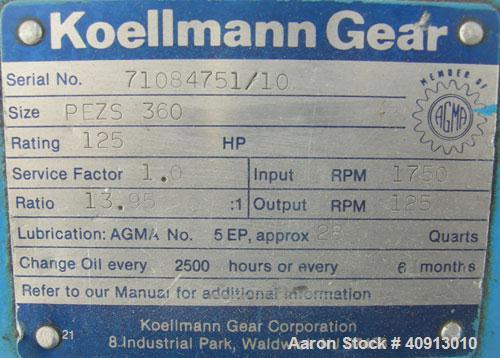 Koellmann Gear
MEMBER OF
AGMA
Serial No. 71084751/10
Size PEZS 360
Rating 125 HP
Service Factor 1.0 Input RPM 1750
Ratio 13.95 :1 Output RPM 125
Lubrication: AGMA No. 5 EP, approx 28 Quarts
Change Oil every 2500 hours or every 6 months
Refer to our Manual for additional information
21
Koellmann Gear Corporation
8 Industrial Park, Waldw
Aaron Stock # 40913010